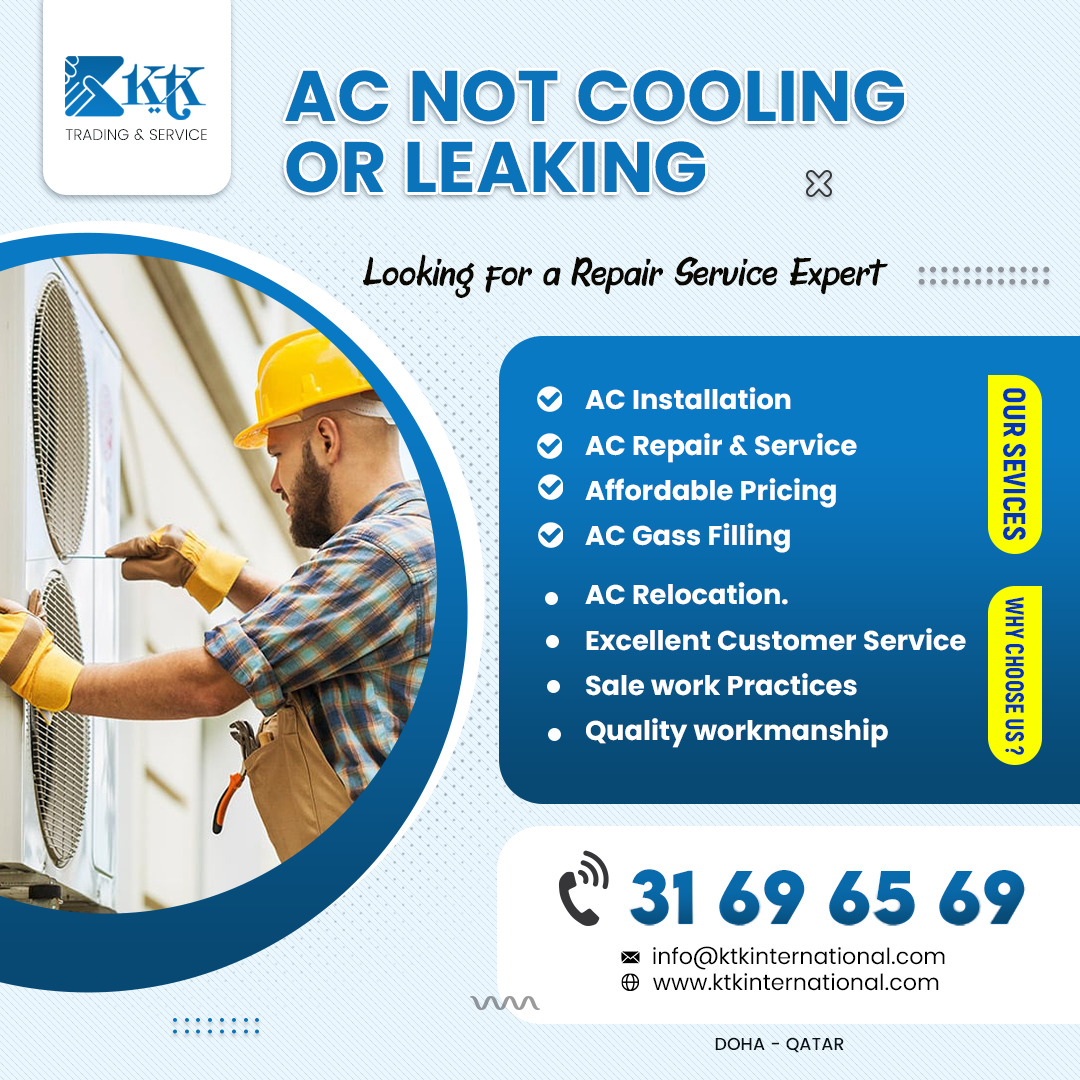 KTK
TRADING & SERVICE
AC NOT COOLING
OR LEAKING
Looking For a Repair Service Expert
AC Installation
AC Repair & Service
Affordable Pricing
AC Gass Filling
OUR SEVICES
AC Relocation.
Excellent Customer Service
Sale work Practices
Quality workmanship
WHY CHOOSE US ?
31 69 65 69
info@ktkinternational.com
www.ktkinternational.com
DOHA - QATAR